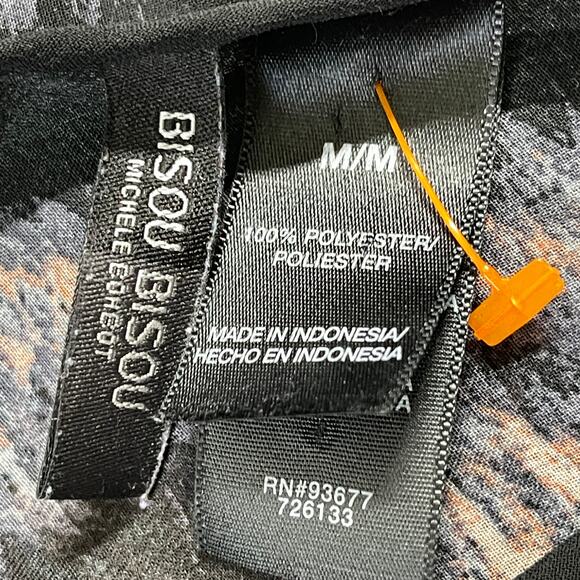 BISOU BISOU
MICHELE BOHBOT
M/M
100% POLYESTER/
POLIESTER
MADE IN INDONESIA/
HECHO EN INDONESIA
A
A
RN#93677
726133